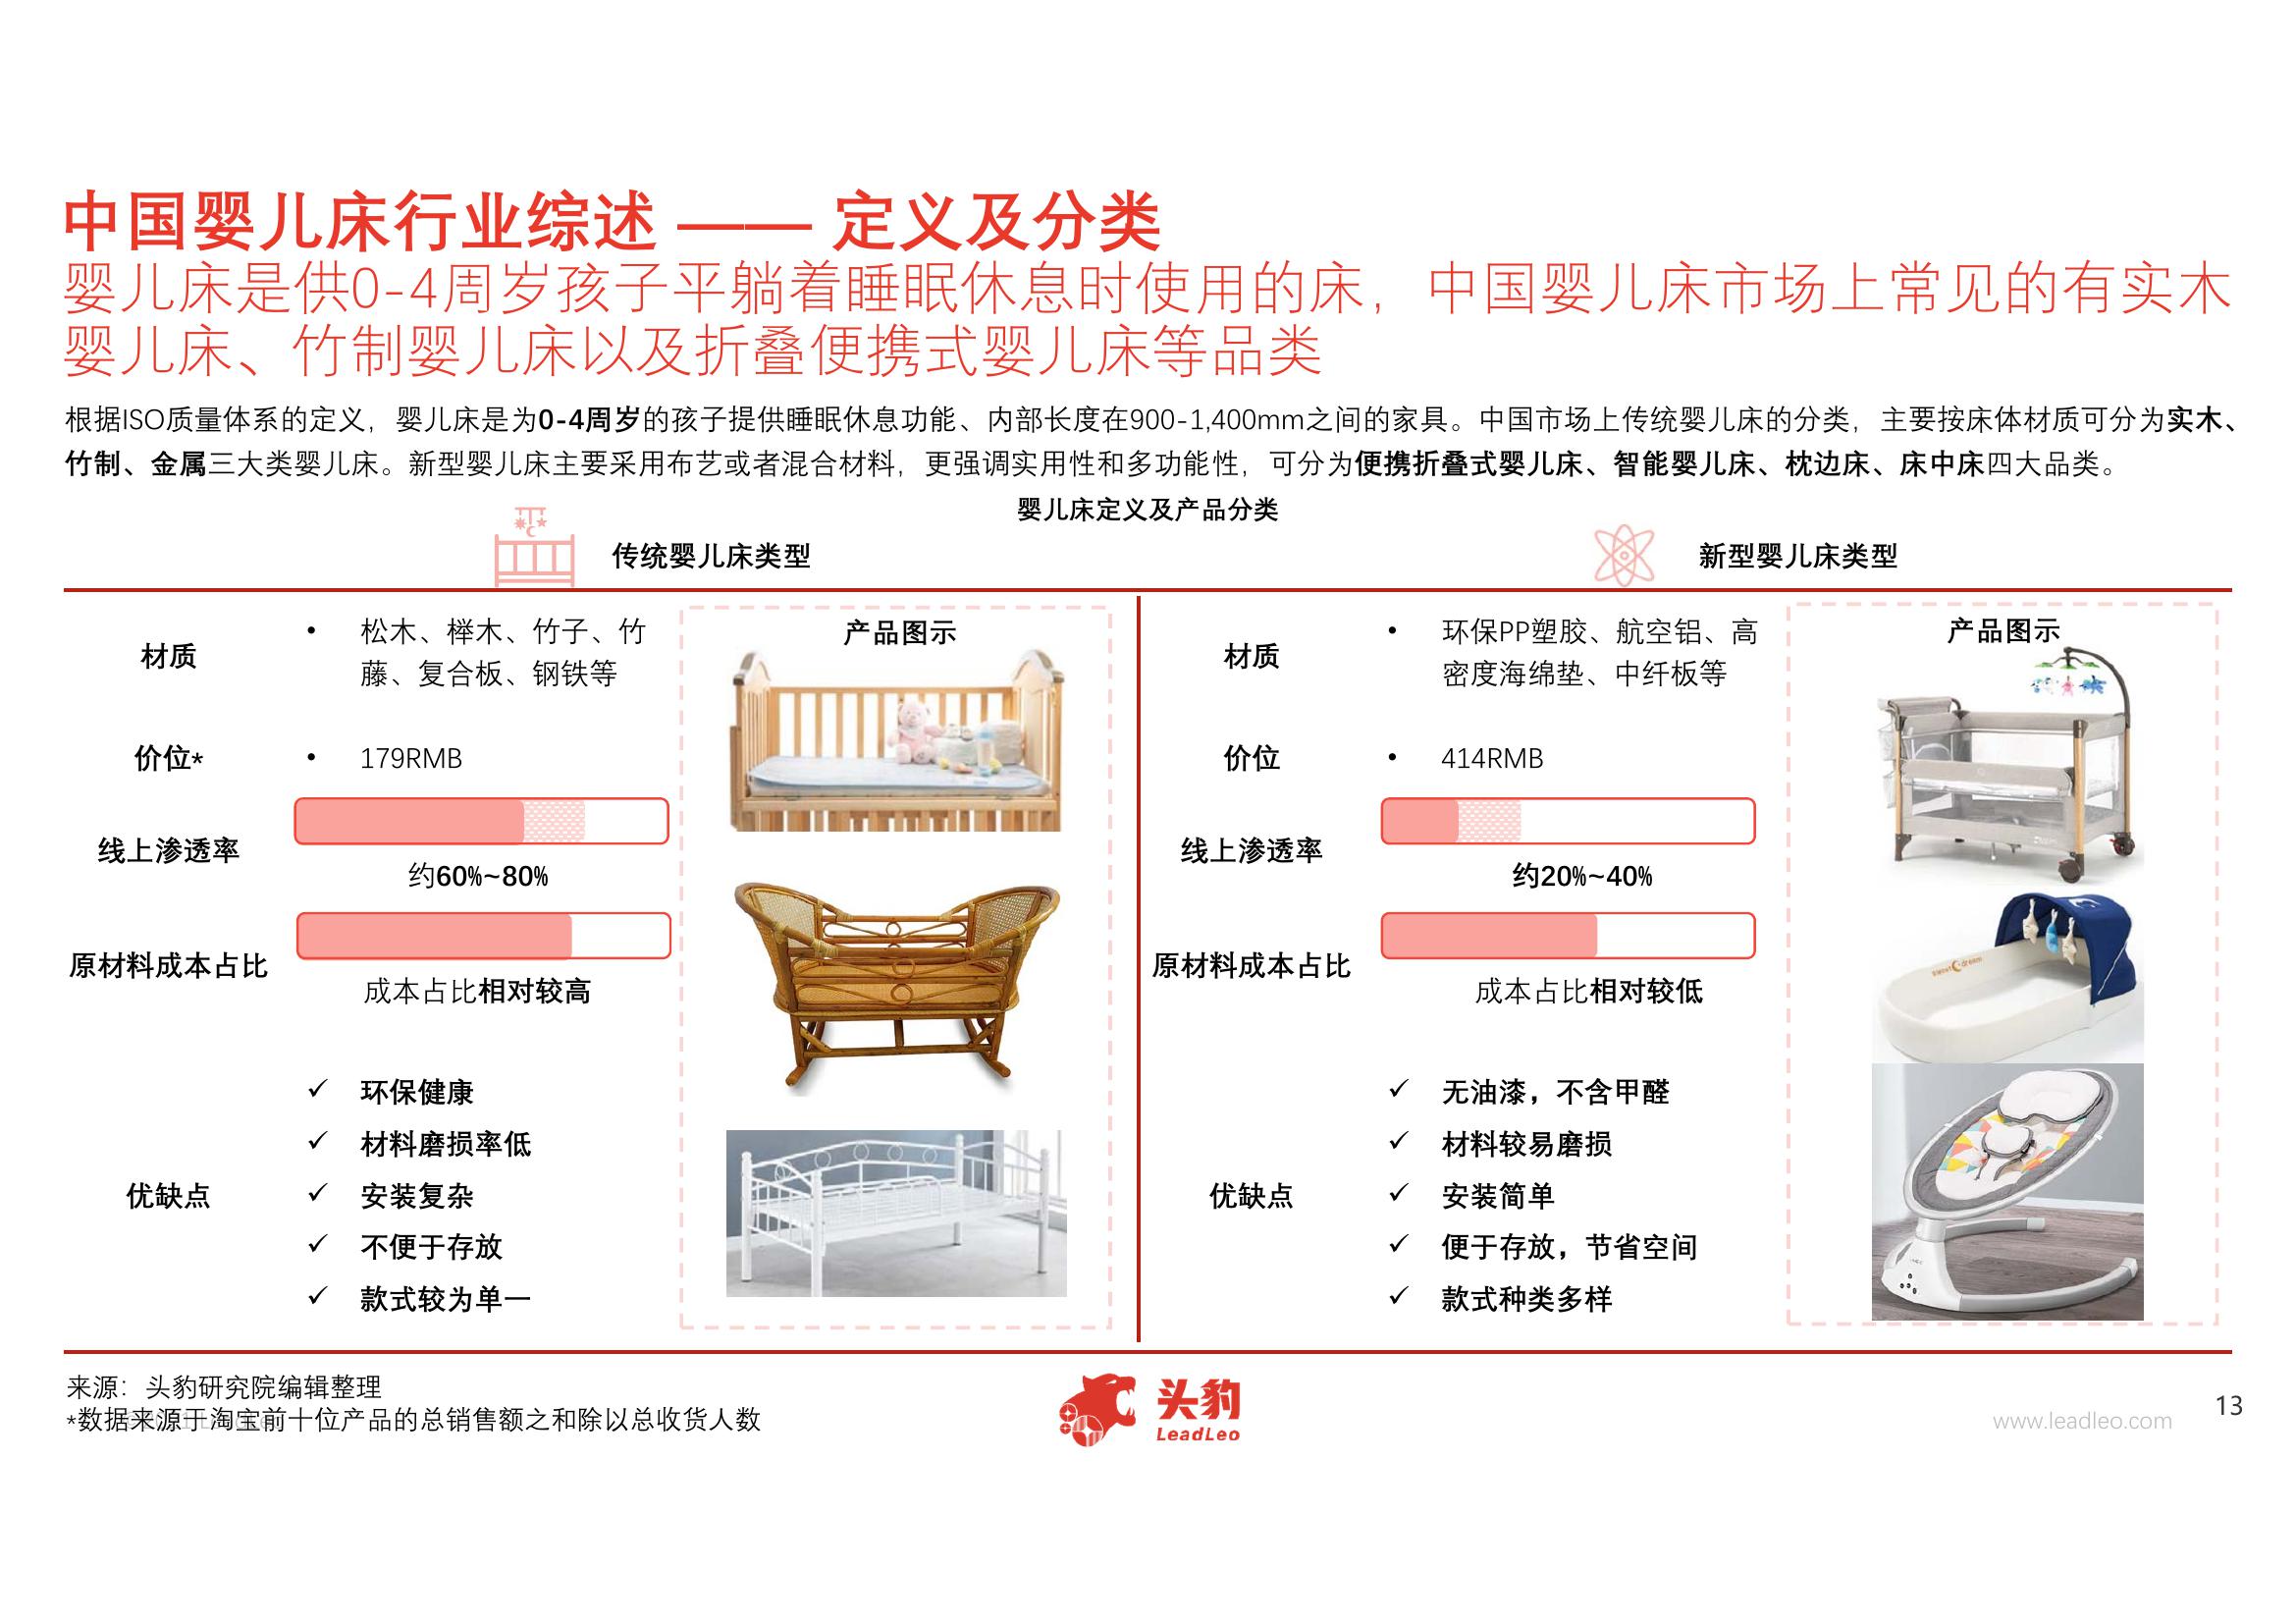 中国婴儿床行业综述 —— 定义及分类
婴儿床是供0-4周岁孩子平躺着睡眠休息时使用的床，中国婴儿床市场上常见的有实木
婴儿床、竹制婴儿床以及折叠便携式婴儿床等品类
根据ISO质量体系的定义，婴儿床是为0-4周岁的孩子提供睡眠休息功能、内部长度在900-1,400mm之间的家具。中国市场上传统婴儿床的分类，主要按床体材质可分为实木、
竹制、金属三大类婴儿床。新型婴儿床主要采用布艺或者混合材料，更强调实用性和多功能性，可分为便携折叠式婴儿床、智能婴儿床、枕边床、床中床四大品类。
婴儿床定义及产品分类
传统婴儿床类型
材质
• 松木、榉木、竹子、竹
藤、复合板、钢铁等
价位*
• 179RMB
线上渗透率
约60%~80%
原材料成本占比
成本占比相对较高
优缺点
✓ 环保健康
✓ 材料磨损率低
✓ 安装复杂
✓ 不便于存放
✓ 款式较为单一
产品图示
新型婴儿床类型
材质
• 环保PP塑胶、航空铝、高
密度海绵垫、中纤板等
价位
• 414RMB
线上渗透率
约20%~40%
原材料成本占比
成本占比相对较低
优缺点
✓ 无油漆，不含甲醛
✓ 材料较易磨损
✓ 安装简单
✓ 便于存放，节省空间
✓ 款式种类多样
产品图示
来源：头豹研究院编辑整理
*数据来源于淘宝前十位产品的总销售额之和除以总收货人数
头豹
LeadLeo
www.leadleo.com
13